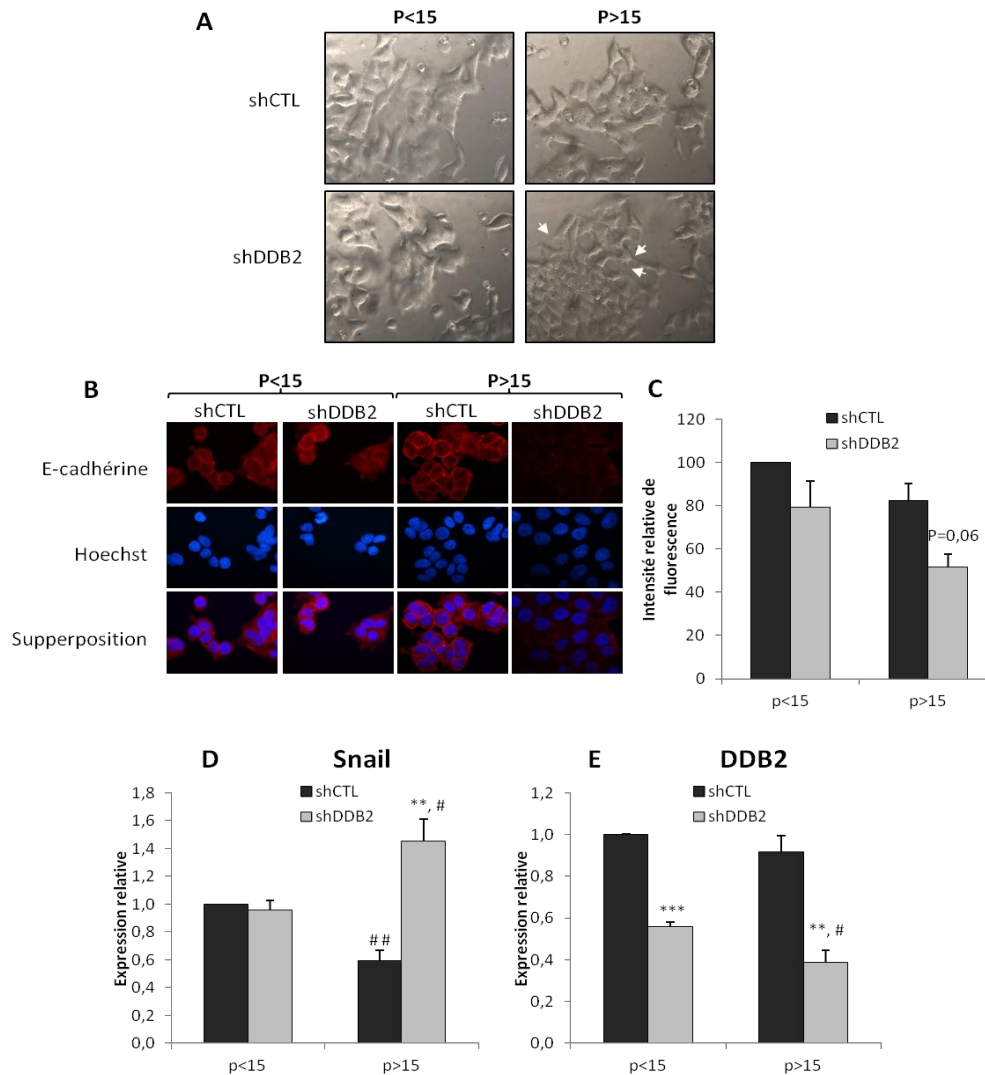 A
P<15
P>15
shCTL
shDDB2
B
P<15
P>15
shCTL
shDDB2
shCTL
shDDB2
E-cadhérine
Hoechst
Supperposition
C
shCTL
shDDB2
Intensité relative de
fluorescence
120
100
80
60
40
20
0
P=0,06
p<15
p>15
D
Snail
shCTL
shDDB2
Expression relative
1,8
1,6
1,4
1,2
1,0
0,8
0,6
0,4
0,2
0,0
##
**, #
p<15
p>15
E
DDB2
shCTL
shDDB2
Expression relative
1,2
1,0
0,8
0,6
0,4
0,2
0,0
***
**, #
p<15
p>15